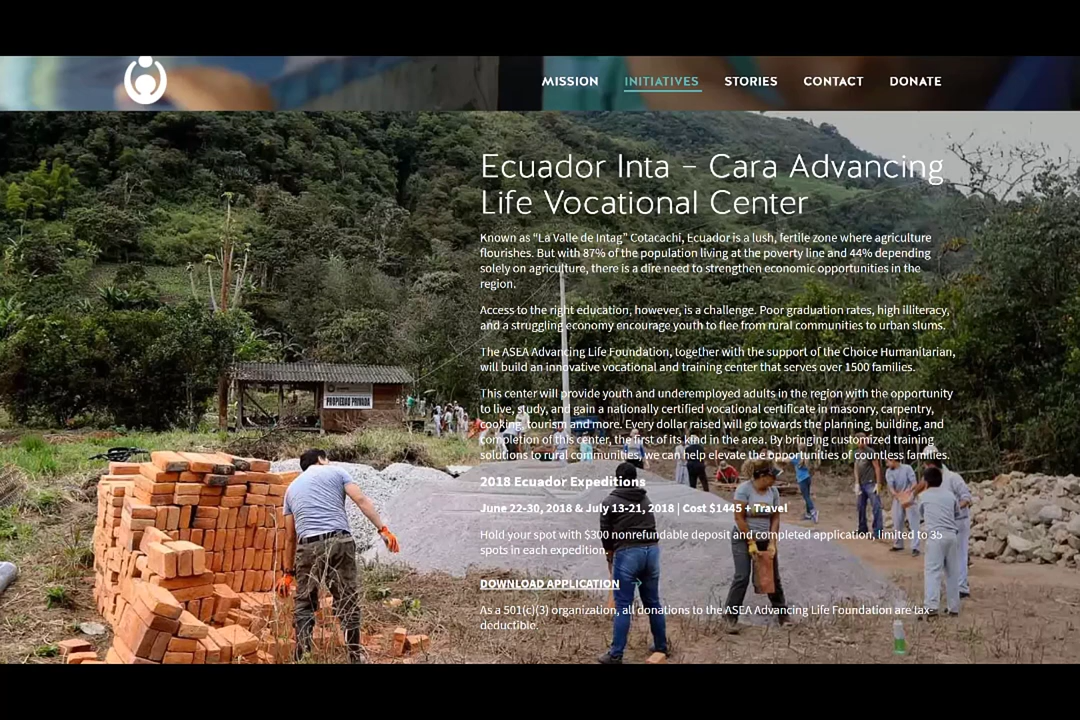 MISSION INITIATIVES STORIES CONTACT DONATE
Ecuador Inta – Cara Advancing
Life Vocational Center
Known as “La Valle de Intag” Cotacachi, Ecuador is a lush, fertile zone where agriculture
flourishes. But with 87% of the population living at the poverty line and 44% depending
solely on agriculture, there is a dire need to strengthen economic opportunities in the
region.
Access to the right education, however, is a challenge. Poor graduation rates, high illiteracy,
and a struggling economy encourage youth to flee from rural communities to urban slums.
The ASEA Advancing Life Foundation, together with the support of the Choice Humanitarian,
will build an innovative vocational and training center that serves over 1500 families.
This center will provide youth and underemployed adults in the region with the opportunity
to live, study, and gain a nationally certified vocational certificate in masonry, carpentry,
PROPIEDAD PRIVADA
cooking, tourism and more. Every dollar raised will go towards the planning, building, and
completion of this center, the first of its kind in the area. By bringing customized training
solutions to rural communities, we can help elevate the opportunities of countless families.
2018 Ecuador Expeditions
June 22-30, 2018 & July 13-21, 2018 | Cost $1445 + Travel
Hold your spot with $300 nonrefundable deposit and completed application, limited to 35
spots in each expedition.
DOWNLOAD APPLICATION
As a 501(c)(3) organization, all donations to the ASEA Advancing Life Foundation are tax-
deductible.